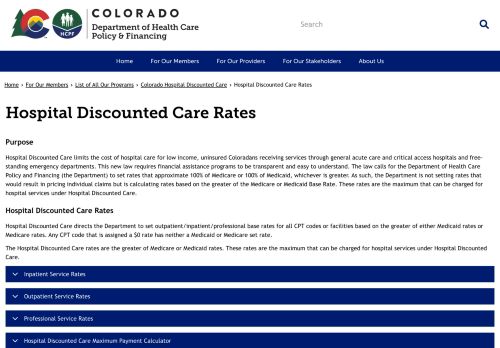 COLORADO
Department of Health Care
Policy & Financing
HCPF
Search
Home
For Our Members
For Our Providers
For Our Stakeholders
About Us
Home › For Our Members › List of All Our Programs › Colorado Hospital Discounted Care › Hospital Discounted Care Rates
Hospital Discounted Care Rates
Purpose
Hospital Discounted Care limits the cost of hospital care for low income, uninsured Coloradans receiving services through general acute care and critical access hospitals and free-
standing emergency departments. This new law requires financial assistance programs to be transparent and easy to understand. The law calls for the Department of Health Care
Policy and Financing (the Department) to set rates that approximate 100% of Medicare or 100% of Medicaid, whichever is greater. As such, the Department is not setting rates that
would result in pricing individual claims but is calculating rates based on the greater of the Medicare or Medicaid Base Rate. These rates are the maximum that can be charged for
hospital services under Hospital Discounted Care.
Hospital Discounted Care Rates
Hospital Discounted Care directs the Department to set outpatient/inpatient/professional base rates for all CPT codes or facilities based on the greater of either Medicaid rates or
Medicare rates. Any CPT code that is assigned a $0 rate has neither a Medicaid or Medicare set rate.
The Hospital Discounted Care rates are the greater of Medicare or Medicaid rates. These rates are the maximum that can be charged for hospital services under Hospital Discounted
Care.
Inpatient Service Rates
Outpatient Service Rates
Professional Service Rates
Hospital Discounted Care Maximum Payment Calculator